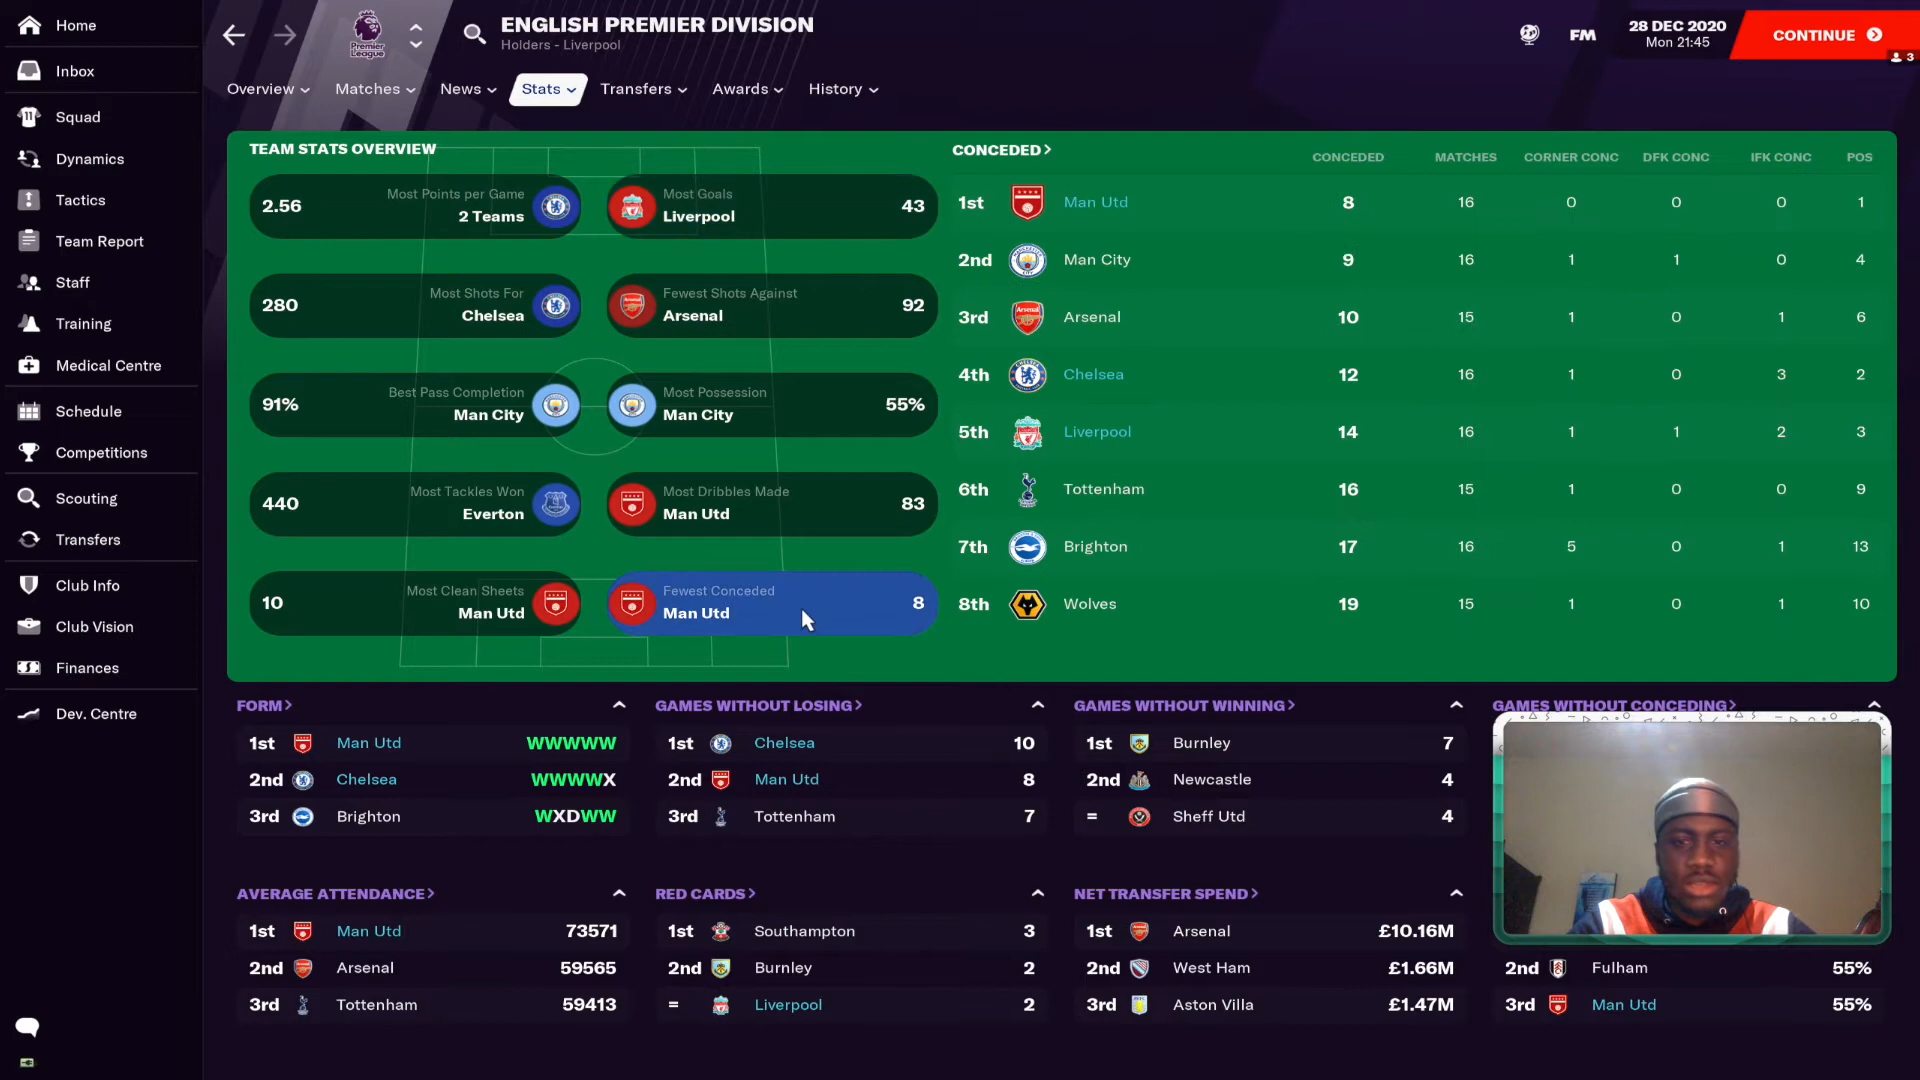 Home
Inbox
Squad
Dynamics
Tactics
Team Report
Staff
Training
Medical Centre
Schedule
Competitions
Scouting
Transfers
Club Info
Club Vision
Finances
Dev. Centre
Premier League
ENGLISH PREMIER DIVISION
Holders - Liverpool
FM
28 DEC 2020
Mon 21:45
CONTINUE
3
Overview Matches News Stats Transfers Awards History
TEAM STATS OVERVIEW
2.56 Most Points per Game 2 Teams
Most Goals Liverpool 43
280 Most Shots For Chelsea
Fewest Shots Against Arsenal 92
91% Best Pass Completion Man City
Most Possession Man City 55%
440 Most Tackles Won Everton
Most Dribbles Made Man Utd 83
10 Most Clean Sheets Man Utd
Fewest Conceded Man Utd 8
CONCEDED> CONCEDED MATCHES CORNER CONC DFK CONC IFK CONC POS
1st Man Utd 8 16 0 0 0 1
2nd Man City 9 16 1 1 0 4
3rd Arsenal 10 15 1 0 1 6
4th Chelsea 12 16 1 0 3 2
5th Liverpool 14 16 1 1 2 3
6th Tottenham 16 15 1 0 0 9
7th Brighton 17 16 5 0 1 13
8th Wolves 19 15 1 0 1 10
FORM>
1st Man Utd WWWWW
2nd Chelsea WWWWX
3rd Brighton WXDWW
GAMES WITHOUT LOSING>
1st Chelsea 10
2nd Man Utd 8
3rd Tottenham 7
GAMES WITHOUT WINNING>
1st Burnley 7
2nd Newcastle 4
= Sheff Utd 4
GAMES WITHOUT CONCEDING>
AVERAGE ATTENDANCE>
1st Man Utd 73571
2nd Arsenal 59565
3rd Tottenham 59413
RED CARDS>
1st Southampton 3
2nd Burnley 2
= Liverpool 2
NET TRANSFER SPEND>
1st Arsenal £10.16M
2nd West Ham £1.66M
3rd Aston Villa £1.47M
2nd Fulham 55%
3rd Man Utd 55%